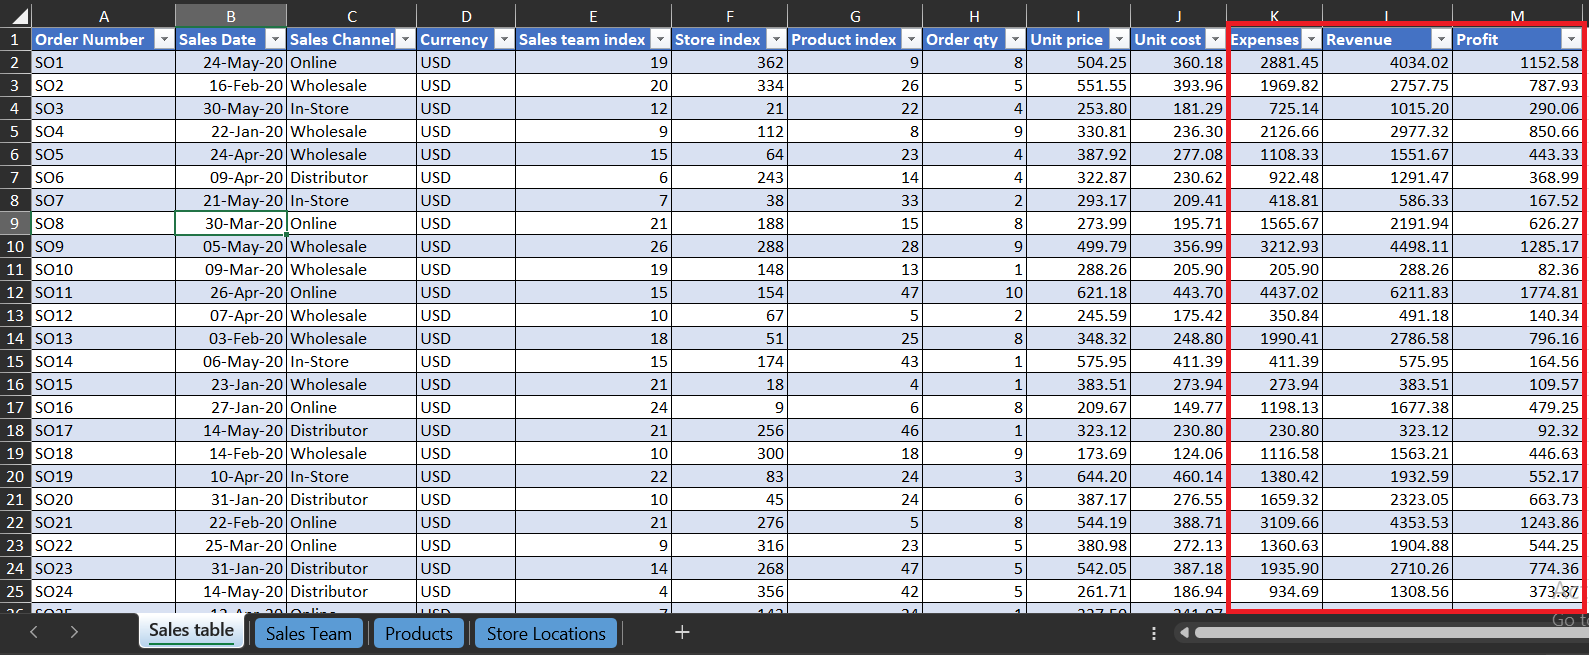 A B C D E F G H I J K L M
1 Order Number Sales Date Sales Channel Currency Sales team index Store index Product index Order qty Unit price Unit cost Expenses Revenue Profit
2 SO1 24-May-20 Online USD 19 362 9 8 504.25 360.18 2881.45 4034.02 1152.58
3 SO2 16-Feb-20 Wholesale USD 20 334 26 5 551.55 393.96 1969.82 2757.75 787.93
4 SO3 30-May-20 In-Store USD 12 21 22 4 253.80 181.29 725.14 1015.20 290.06
5 SO4 22-Jan-20 Wholesale USD 9 112 8 9 330.81 236.30 2126.66 2977.32 850.66
6 SO5 24-Apr-20 Wholesale USD 15 64 23 4 387.92 277.08 1108.33 1551.67 443.33
7 SO6 09-Apr-20 Distributor USD 6 243 14 4 322.87 230.62 922.48 1291.47 368.99
8 SO7 21-May-20 In-Store USD 7 38 33 2 293.17 209.41 418.81 586.33 167.52
9 SO8 30-Mar-20 Online USD 21 188 15 8 273.99 195.71 1565.67 2191.94 626.27
10 SO9 05-May-20 Wholesale USD 26 288 28 9 499.79 356.99 3212.93 4498.11 1285.17
11 SO10 09-Mar-20 Wholesale USD 19 148 13 1 288.26 205.90 205.90 288.26 82.36
12 SO11 26-Apr-20 Online USD 15 154 47 10 621.18 443.70 4437.02 6211.83 1774.81
13 SO12 07-Apr-20 Wholesale USD 10 67 5 2 245.59 175.42 350.84 491.18 140.34
14 SO13 03-Feb-20 Wholesale USD 18 51 25 8 348.32 248.80 1990.41 2786.58 796.16
15 SO14 06-May-20 In-Store USD 15 174 43 1 575.95 411.39 411.39 575.95 164.56
16 SO15 23-Jan-20 Wholesale USD 21 18 4 1 383.51 273.94 273.94 383.51 109.57
17 SO16 27-Jan-20 Online USD 24 9 6 8 209.67 149.77 1198.13 1677.38 479.25
18 SO17 14-May-20 Distributor USD 21 256 46 1 323.12 230.80 230.80 323.12 92.32
19 SO18 14-Feb-20 Wholesale USD 10 300 18 9 173.69 124.06 1116.58 1563.21 446.63
20 SO19 10-Apr-20 In-Store USD 22 83 24 3 644.20 460.14 1380.42 1932.59 552.17
21 SO20 31-Jan-20 Distributor USD 10 45 24 6 387.17 276.55 1659.32 2323.05 663.73
22 SO21 22-Feb-20 Online USD 21 276 5 8 544.19 388.71 3109.66 4353.53 1243.86
23 SO22 25-Mar-20 Online USD 9 316 23 5 380.98 272.13 1360.63 1904.88 544.25
24 SO23 31-Jan-20 Distributor USD 14 268 47 5 542.05 387.18 1935.90 2710.26 774.36
25 SO24 14-May-20 Distributor USD 4 356 42 5 261.71 186.94 934.69 1308.56 373.87
Sales table Sales Team Products Store Locations